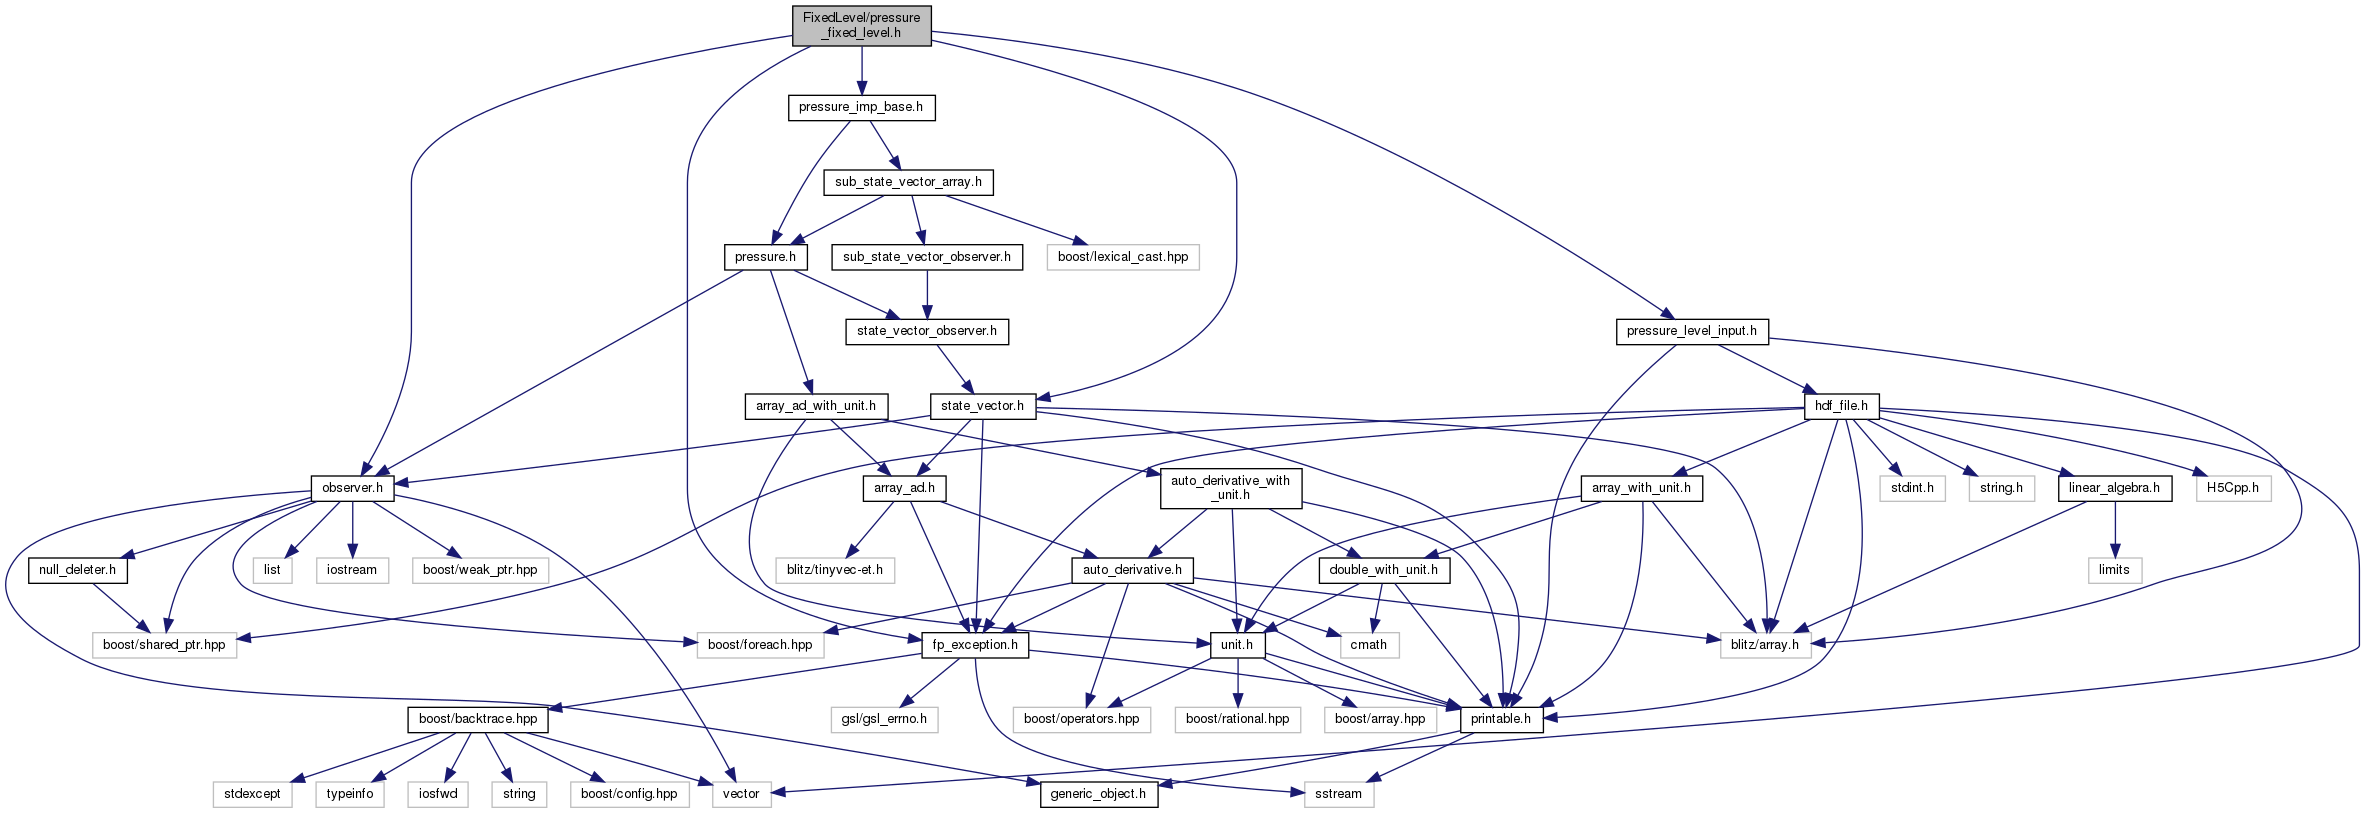 FixedLevel/pressure
_fixed_level.h
pressure_imp_base.h
sub_state_vector_array.h
pressure.h
sub_state_vector_observer.h
boost/lexical_cast.hpp
state_vector_observer.h
pressure_level_input.h
array_ad_with_unit.h
state_vector.h
hdf_file.h
observer.h
array_ad.h
auto_derivative_with
_unit.h
array_with_unit.h
stdint.h
string.h
linear_algebra.h
H5Cpp.h
null_deleter.h
list
iostream
boost/weak_ptr.hpp
blitz/tinyvec-et.h
auto_derivative.h
double_with_unit.h
limits
boost/shared_ptr.hpp
boost/foreach.hpp
fp_exception.h
unit.h
cmath
blitz/array.h
boost/backtrace.hpp
gsl/gsl_errno.h
boost/operators.hpp
boost/rational.hpp
boost/array.hpp
printable.h
stdexcept
typeinfo
iosfwd
string
boost/config.hpp
vector
generic_object.h
sstream